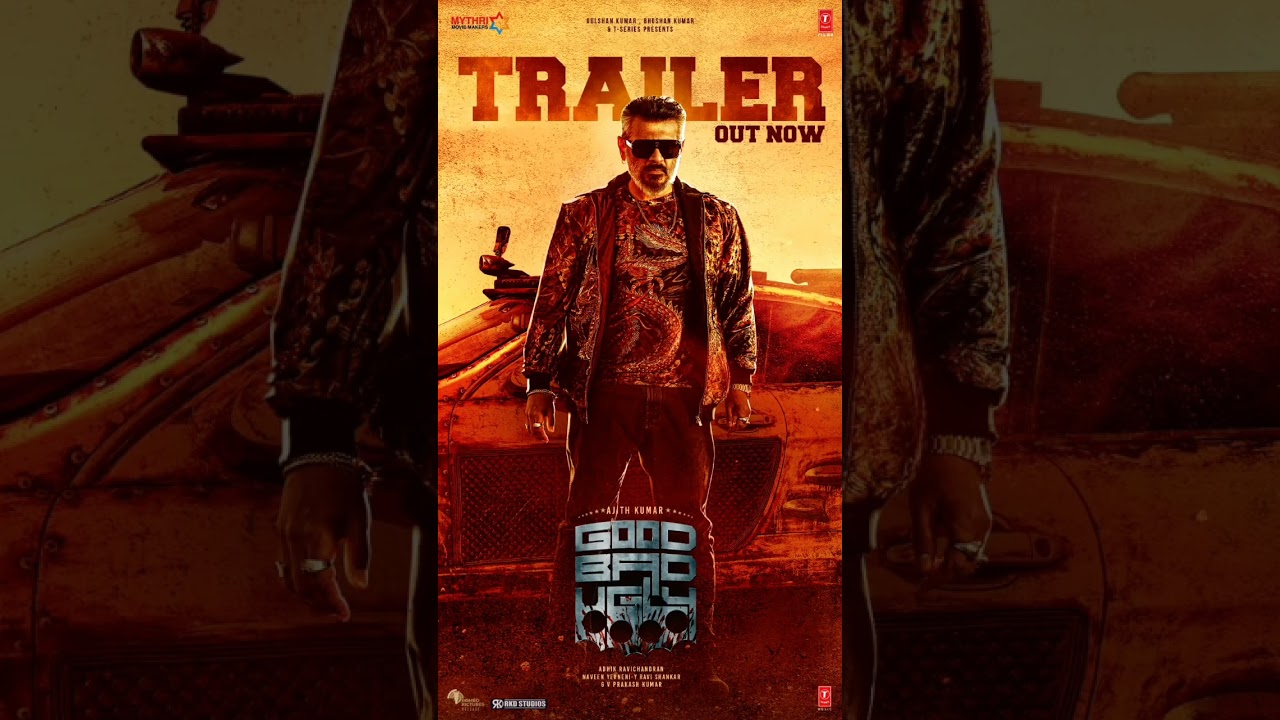 MYTHRI
MOVIE MAKERS
GULSHAN KUMAR, BHUSHAN KUMAR
& T-SERIES PRESENTS
TRAILER
OUT NOW
AJITH KUMAR
GOOD
BAD
UGLY
ADHIK RAVICHANDRAN
NAVEEN YERNENI-Y RAVI SHANKAR
G V PRAKASH KUMAR
RKD STUDIOS